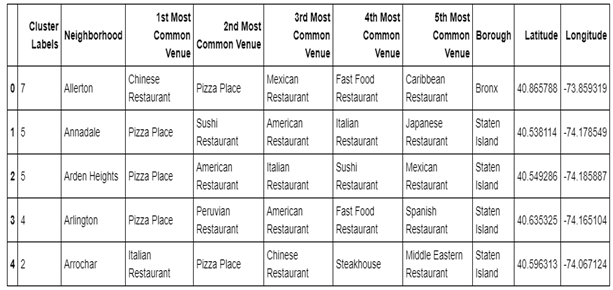 Cluster Labels Neighborhood 1st Most Common Venue 2nd Most Common Venue 3rd Most Common Venue 4th Most Common Venue 5th Most Common Venue Borough Latitude Longitude
0 7 Allerton Chinese Restaurant Pizza Place Mexican Restaurant Fast Food Restaurant Caribbean Restaurant Bronx 40.865788 -73.859319
1 5 Annadale Pizza Place Sushi Restaurant American Restaurant Italian Restaurant Japanese Restaurant Staten Island 40.538114 -74.178549
2 5 Arden Heights Pizza Place American Restaurant Italian Restaurant Sushi Restaurant Mexican Restaurant Staten Island 40.549286 -74.185887
3 4 Arlington Pizza Place Peruvian Restaurant American Restaurant Fast Food Restaurant Spanish Restaurant Staten Island 40.635325 -74.165104
4 2 Arrochar Italian Restaurant Pizza Place Chinese Restaurant Steakhouse Middle Eastern Restaurant Staten Island 40.596313 -74.067124